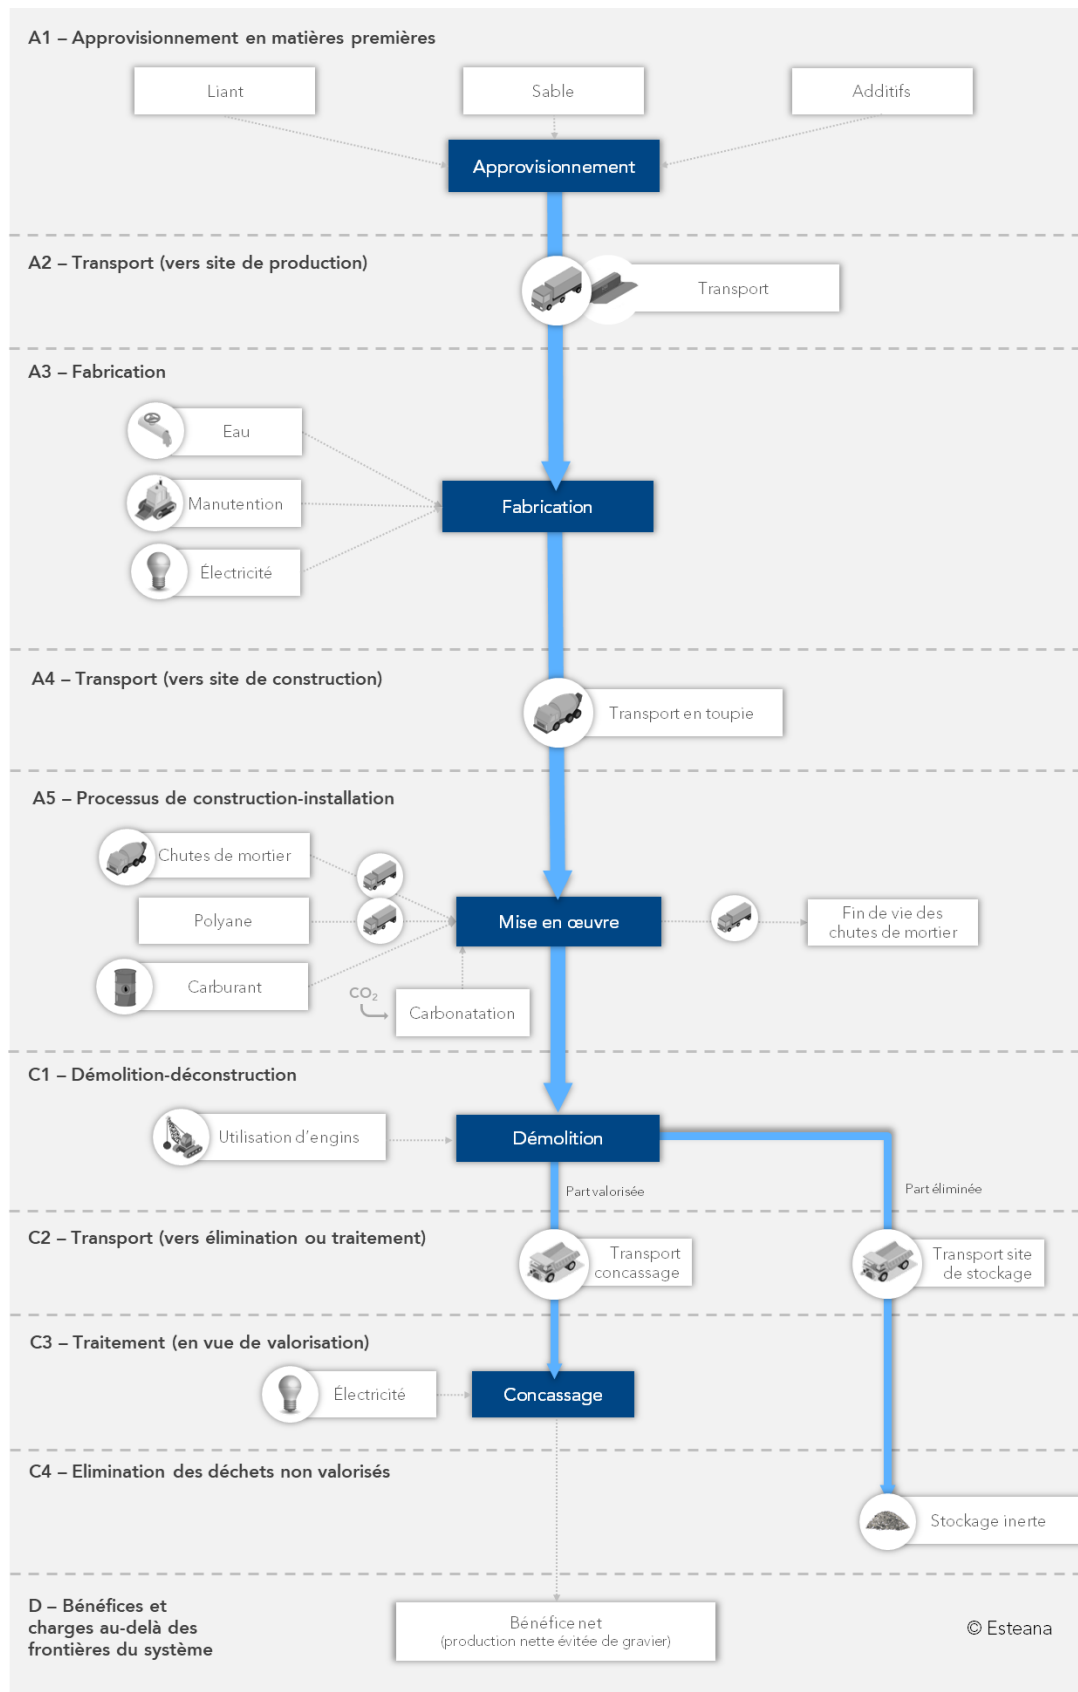 A1 – Approvisionnement en matières premières
Liant
Sable
Additifs
Approvisionnement
A2 – Transport (vers site de production)
Transport
A3 – Fabrication
Eau
Manutention
Fabrication
Électricité
A4 – Transport (vers site de construction)
Transport en toupie
A5 – Processus de construction-installation
Chutes de mortier
Polyane
Mise en œuvre
Fin de vie des
chutes de mortier
Carburant
CO₂
Carbonatation
C1 – Démolition-déconstruction
Utilisation d’engins
Démolition
Part valorisée
Part éliminée
C2 – Transport (vers élimination ou traitement)
Transport
concassage
Transport site
de stockage
C3 – Traitement (en vue de valorisation)
Électricité
Concassage
C4 – Elimination des déchets non valorisés
Stockage inerte
D – Bénéfices et
charges au-delà des
frontières du système
Bénéfice net
(production nette évitée de gravier)
© Esteana